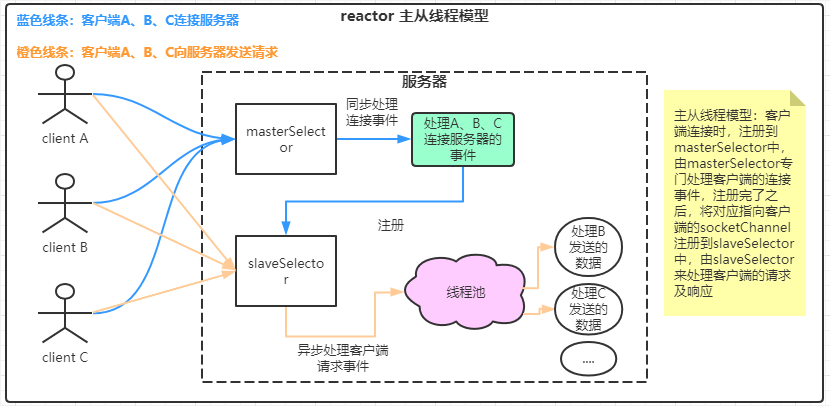 reactor 主从线程模型
蓝色线条：客户端A、B、C连接服务器
橙色线条：客户端A、B、C向服务器发送请求
服务器
client A
client B
client C
masterSelect
or
同步处理
连接事件
处理A、B、C
连接服务器的
事件
注册
slaveSelecto
r
异步处理客户端
请求事件
线程池
处理B
发送的
数据
处理C
发送的
数据
....
主从线程模型：客户
端连接时，注册到
masterSelector中，
由masterSelector专
门处理客户端的连接
事件，注册完了之
后，将对应指向客户
端的socketChannel
注册到slaveSelector
中，由slaveSelector
来处理客户端的请求
及响应